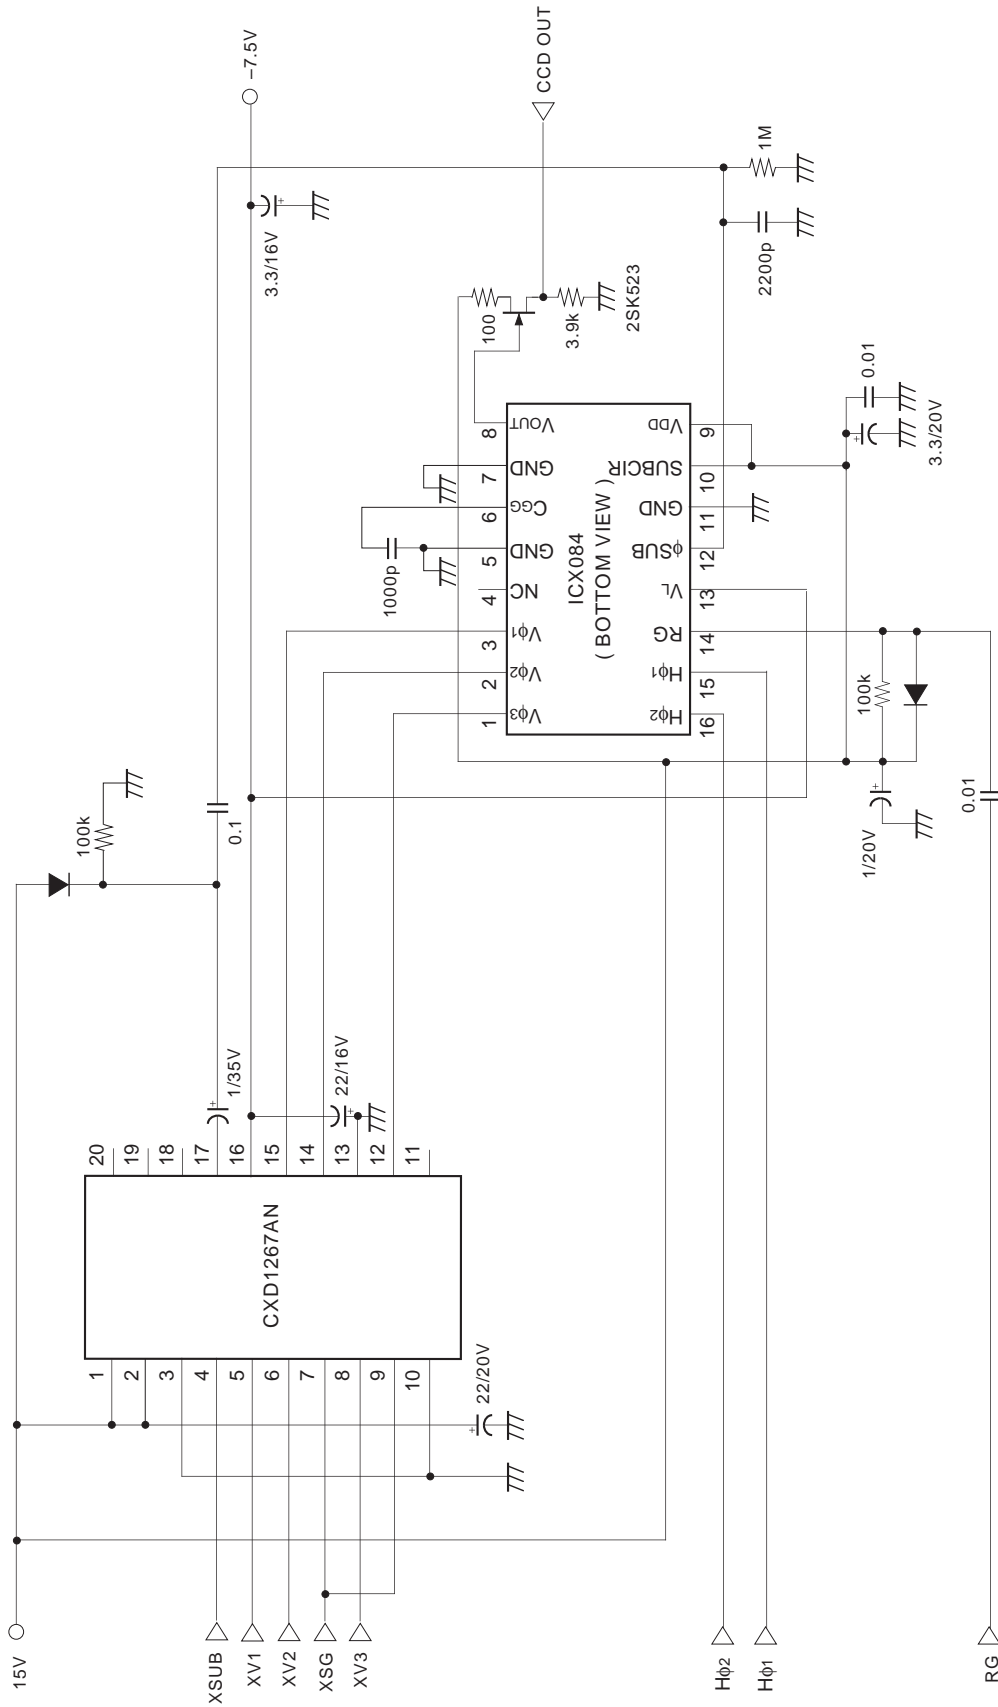 15V
XSUB
XV1
XV2
XSG
XV3
Hϕ2
Hϕ1
RG
22/20V
1
2
3
4
5
6
7
8
9
10
CXD1267AN
20
19
18
17
16
15
14
13
12
11
1/35V
22/16V
100k
0.1
1/20V
0.01
100k
1
2
3
4
5
6
7
8
Vϕ3
Vϕ2
Vϕ1
NC
GND
CGG
GND
VOUT
ICX084
( BOTTOM VIEW )
Hϕ2
Hϕ1
RG
VL
ϕSUB
GND
SUBCIR
VDD
16
15
14
13
12
11
10
9
1000p
100
3.9k
2SK523
3.3/16V
–7.5V
CCD OUT
1M
2200p
0.01
3.3/20V